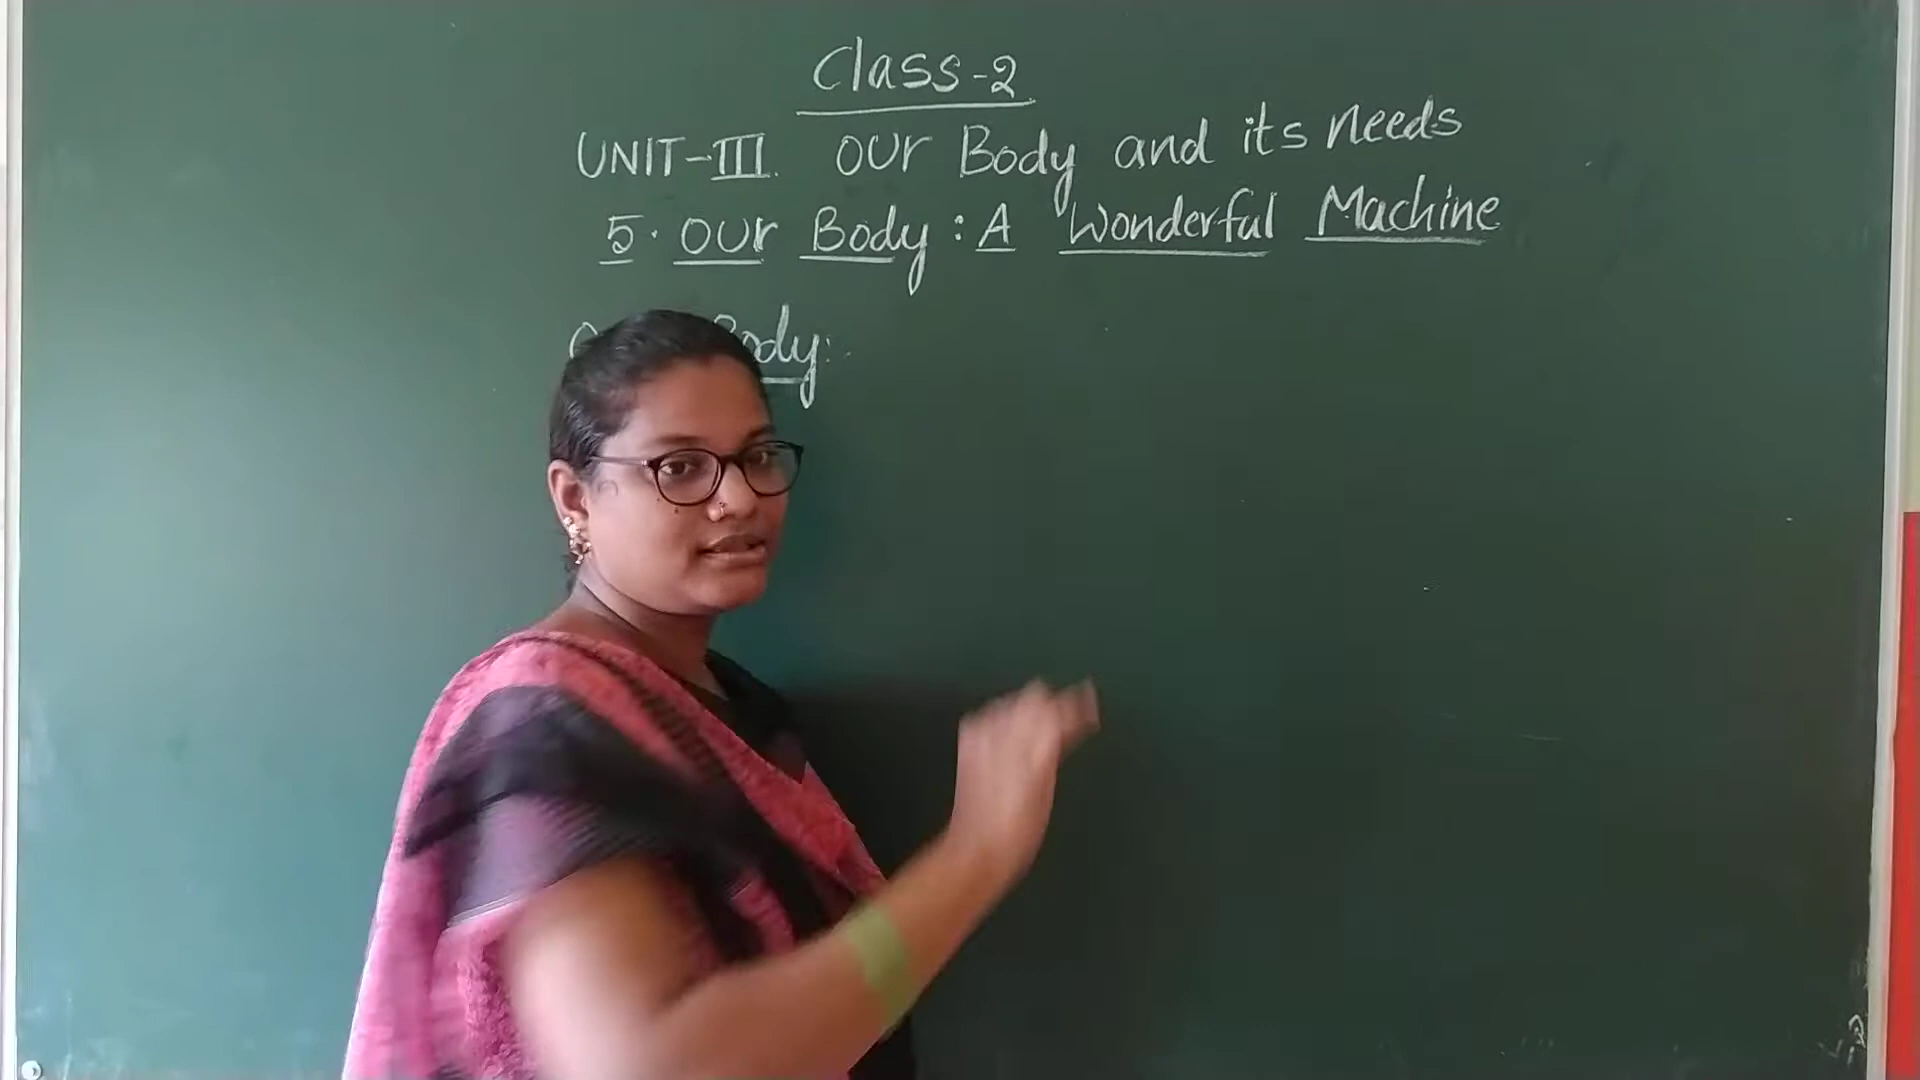 Class-2
UNIT-III. OUr Body and its needs
5. OUr Body: A Wonderful Machine
Body: